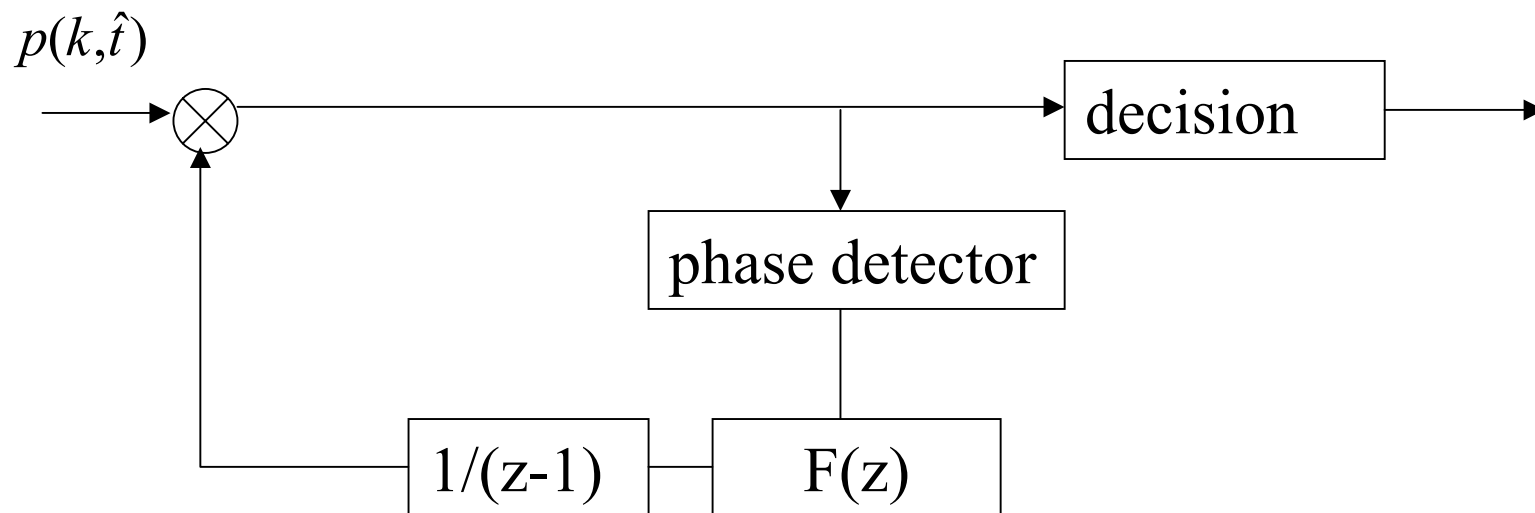 p(k,t̂)
decision
phase detector
1/(z-1)
F(z)